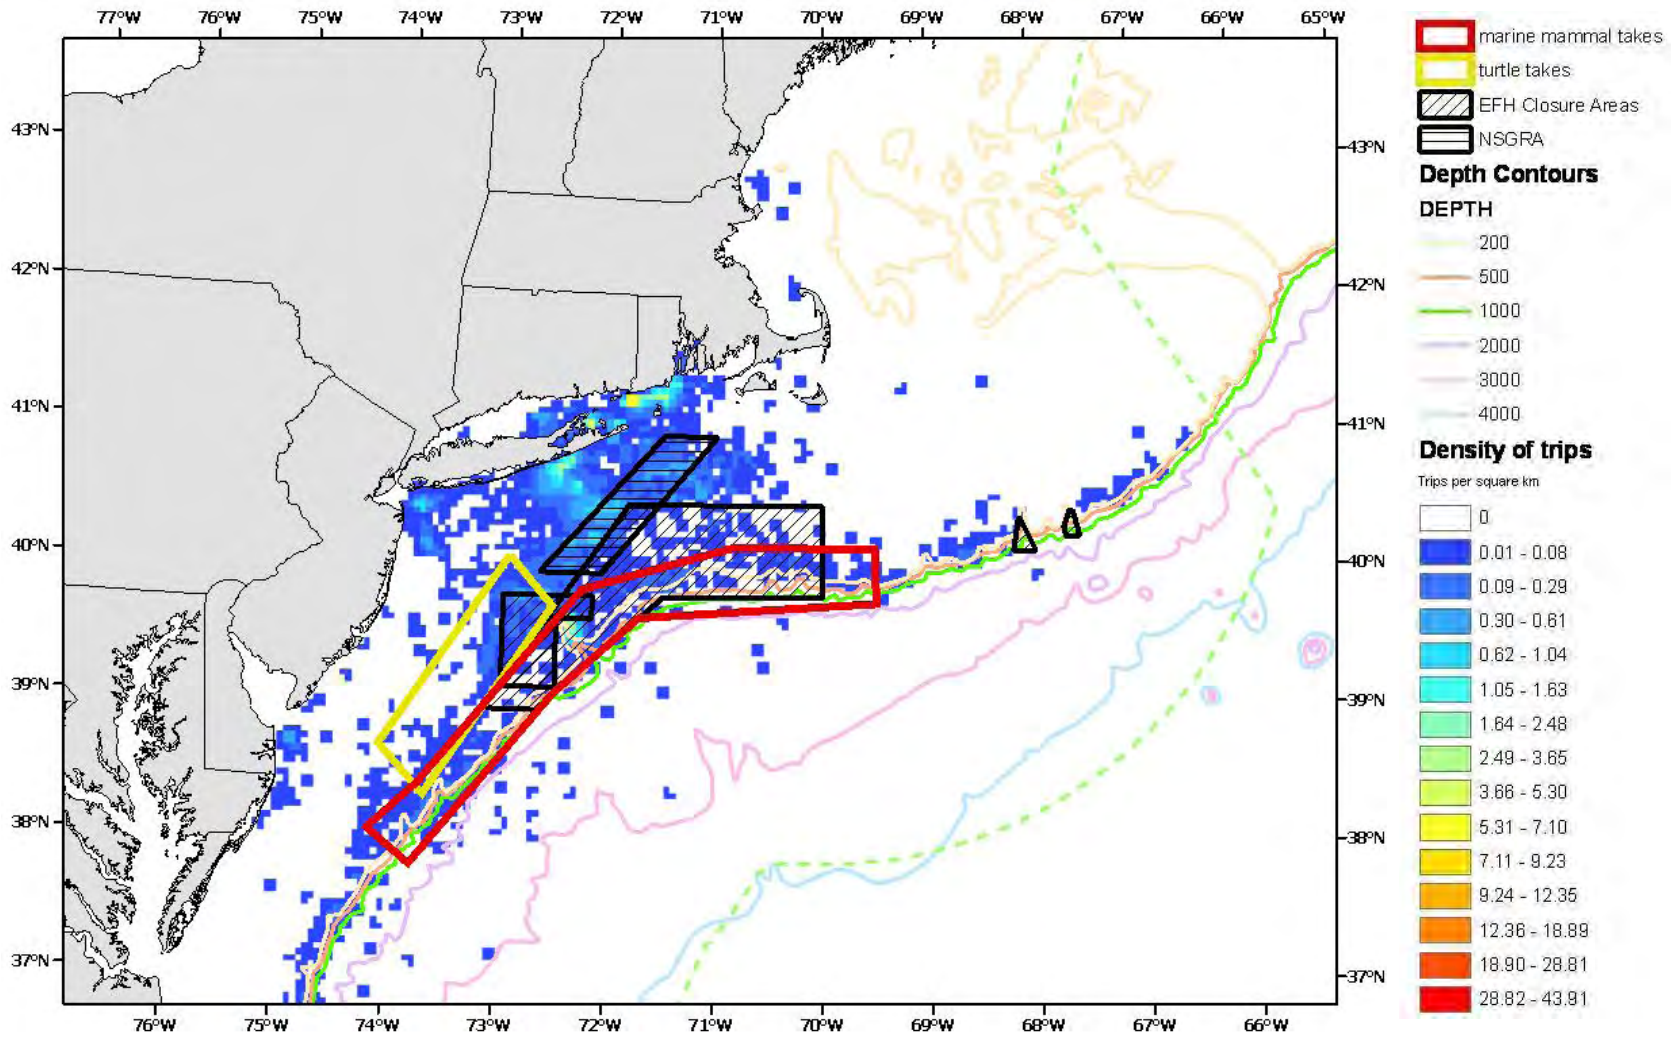 77°W 76°W 75°W 74°W 73°W 72°W 71°W 70°W 69°W 68°W 67°W 66°W 65°W
43°N
42°N
41°N
40°N
39°N
38°N
37°N
43°N
42°N
41°N
40°N
39°N
38°N
37°N
76°W 75°W 74°W 73°W 72°W 71°W 70°W 69°W 68°W 67°W 66°W
marine mammal takes
turtle takes
EFH Closure Areas
NSGRA
Depth Contours
DEPTH
200
500
1000
2000
3000
4000
Density of trips
Trips per square km
0
0.01 - 0.08
0.09 - 0.29
0.30 - 0.61
0.62 - 1.04
1.05 - 1.63
1.64 - 2.48
2.49 - 3.65
3.66 - 5.30
5.31 - 7.10
7.11 - 9.23
9.24 - 12.35
12.36 - 18.89
18.90 - 28.81
28.82 - 43.91